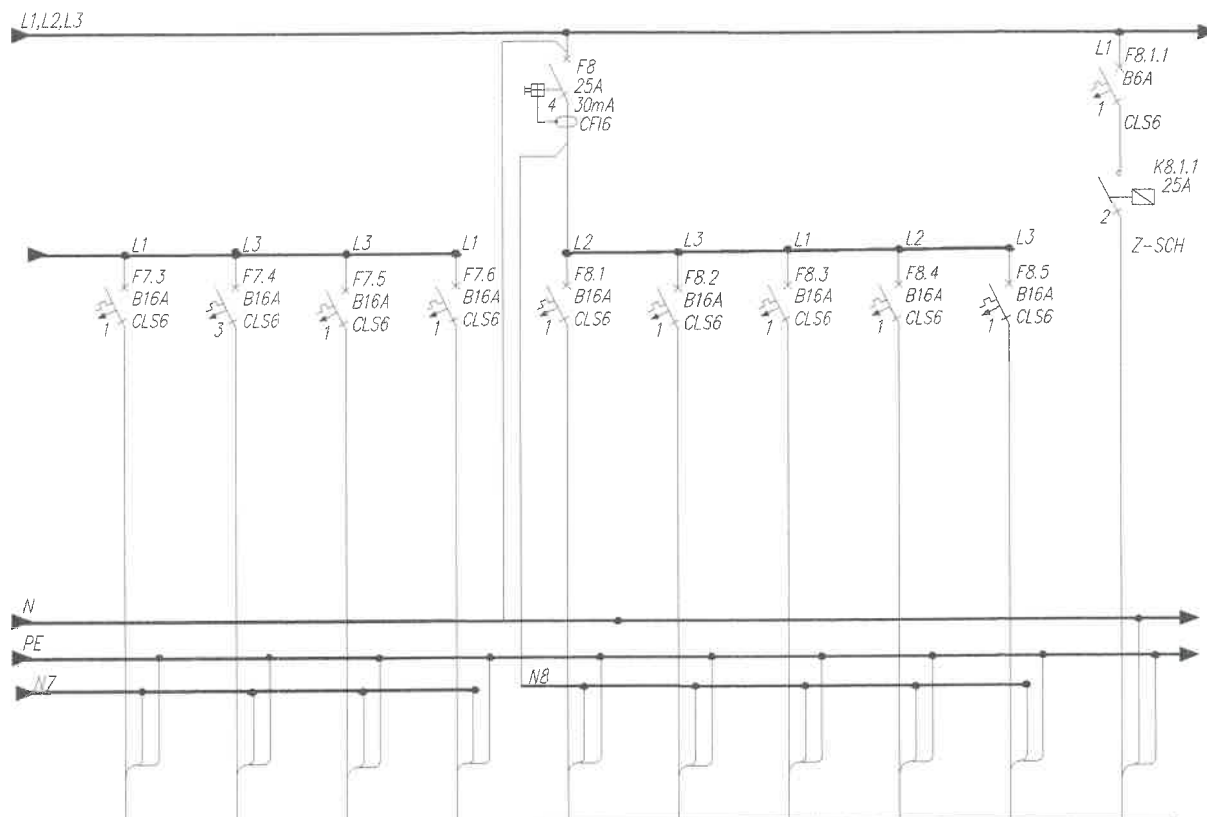 L1,L2,L3
F8
25A
4 30mA
CFI6
L1 F8.1.1
B6A
1
CLS6
K8.1.1
25A
2
Z-SCH
L1 L3 L3 L1 L2 L3 L1 L2 L3
F7.3
B16A
1 CLS6
F7.4
B16A
3 CLS6
F7.5
B16A
1 CLS6
F7.6
B16A
1 CLS6
F8.1
B16A
1 CLS6
F8.2
B16A
1 CLS6
F8.3
B16A
1 CLS6
F8.4
B16A
1 CLS6
F8.5
B16A
1 CLS6
N
PE
N7
N8